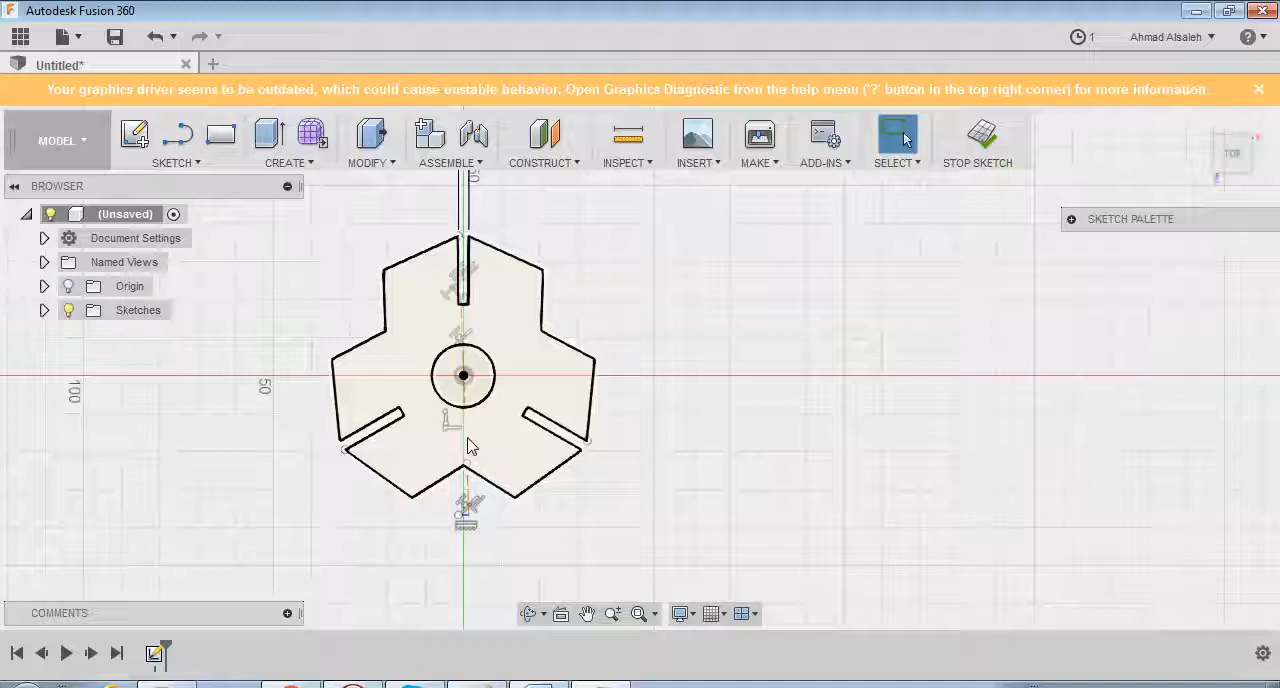 Autodesk Fusion 360
1 Ahmad Alsaleh
Untitled*
Your graphics driver seems to be outdated, which could cause unstable behavior. Open Graphics Diagnostic from the help menu ('?' button in the top right corner) for more information.
MODEL
SKETCH CREATE MODIFY ASSEMBLE CONSTRUCT INSPECT INSERT MAKE ADD-INS SELECT STOP SKETCH
TOP
BROWSER
50
(Unsaved)
SKETCH PALETTE
Document Settings
Named Views
Origin
Sketches
100
50
COMMENTS